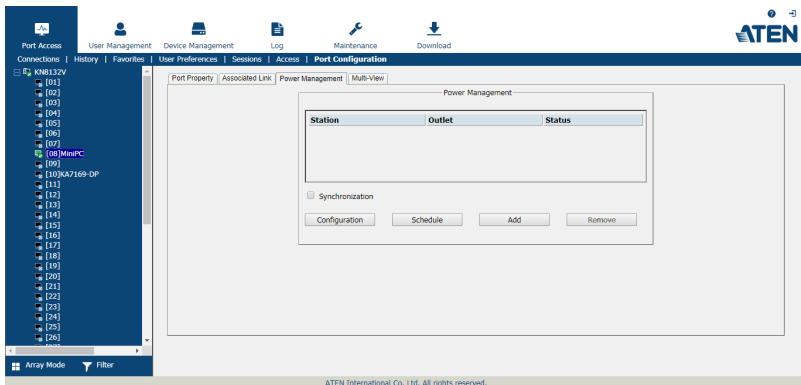 ATEN
Port Access
User Management
Device Management
Log
Maintenance
Download
Connections | History | Favorites | User Preferences | Sessions | Access | Port Configuration
KN8132V
[01]
[02]
[03]
[04]
[05]
[06]
[07]
[08]MiniPC
[09]
[10]KA7169-DP
[11]
[12]
[13]
[14]
[15]
[16]
[17]
[18]
[19]
[20]
[21]
[22]
[23]
[24]
[25]
[26]
Array Mode
Filter
Port Property
Associated Link
Power Management
Multi-View
Power Management
Station Outlet Status
Synchronization
Configuration
Schedule
Add
Remove
ATEN International Co. Ltd. All rights reserved.